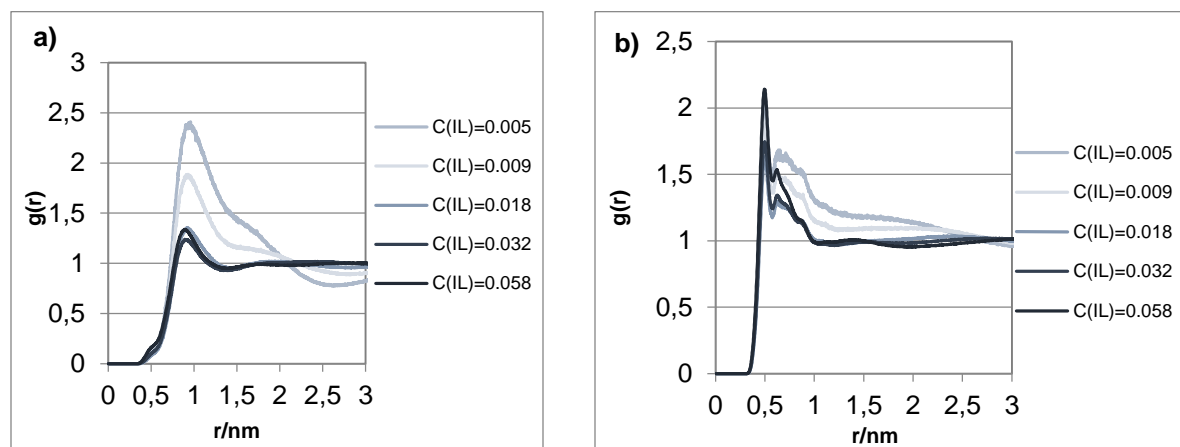 a)
3
2,5
2
1,5
1
0,5
0
g(r)
0 0,5 1 1,5 2 2,5 3
r/nm
C(IL)=0.005
C(IL)=0.009
C(IL)=0.018
C(IL)=0.032
C(IL)=0.058
b)
2,5
2
1,5
1
0,5
0
g(r)
0 0,5 1 1,5 2 2,5 3
r/nm
C(IL)=0.005
C(IL)=0.009
C(IL)=0.018
C(IL)=0.032
C(IL)=0.058